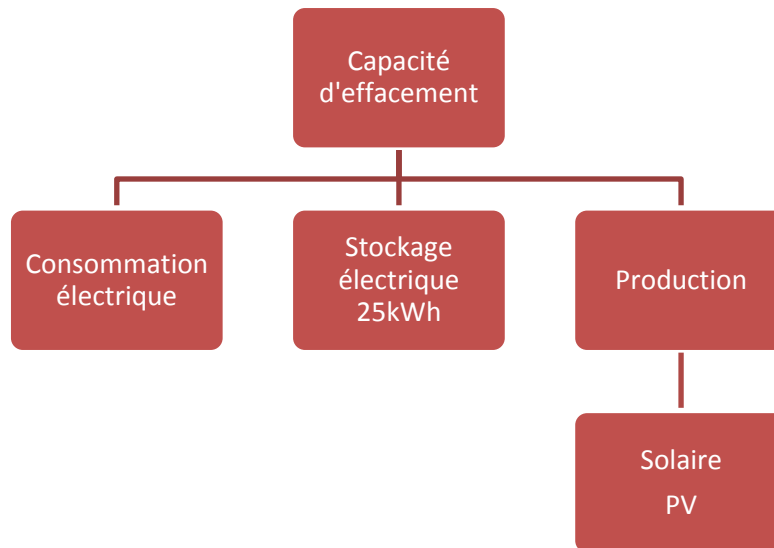 Capacité
d'effacement
Consommation
électrique
Stockage
électrique
25kWh
Production
Solaire
PV